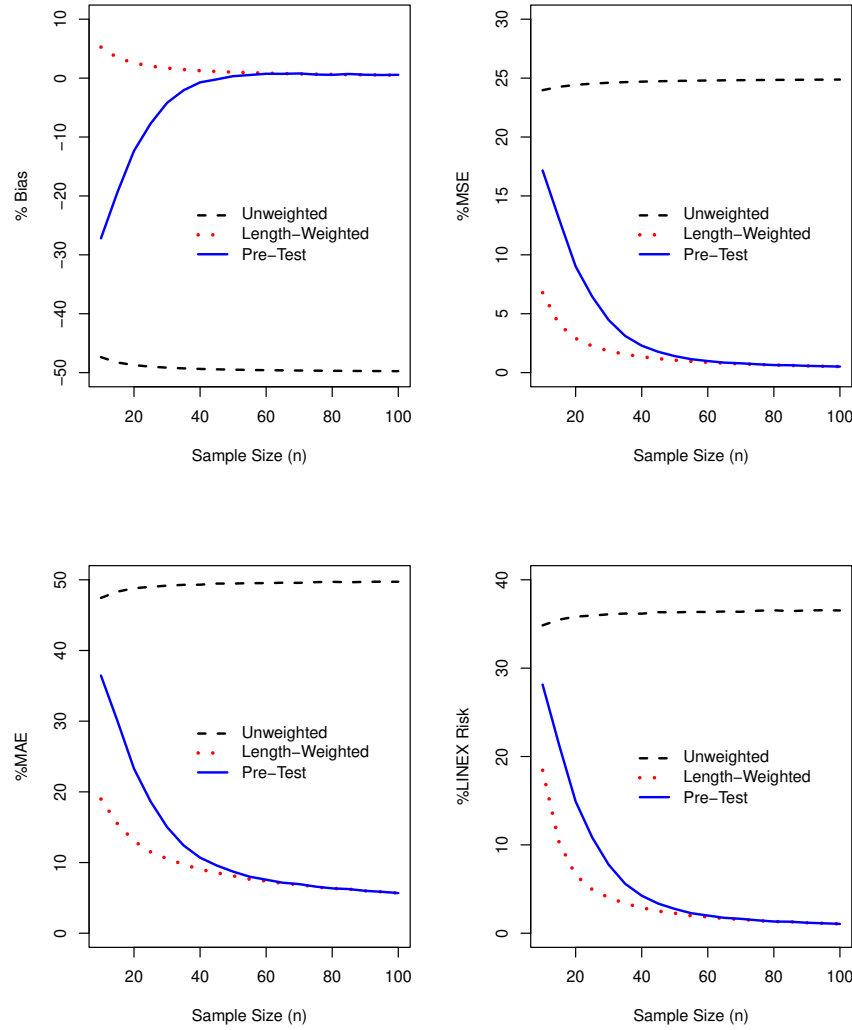 % Bias
10
0
−10
−20
−30
−40
−50
Unweighted
Length−Weighted
Pre−Test
20 40 60 80 100
Sample Size (n)
%MSE
30
25
20
15
10
5
0
Unweighted
Length−Weighted
Pre−Test
20 40 60 80 100
Sample Size (n)
%MAE
50
40
30
20
10
0
Unweighted
Length−Weighted
Pre−Test
20 40 60 80 100
Sample Size (n)
%LINEX Risk
40
30
20
10
0
Unweighted
Length−Weighted
Pre−Test
20 40 60 80 100
Sample Size (n)